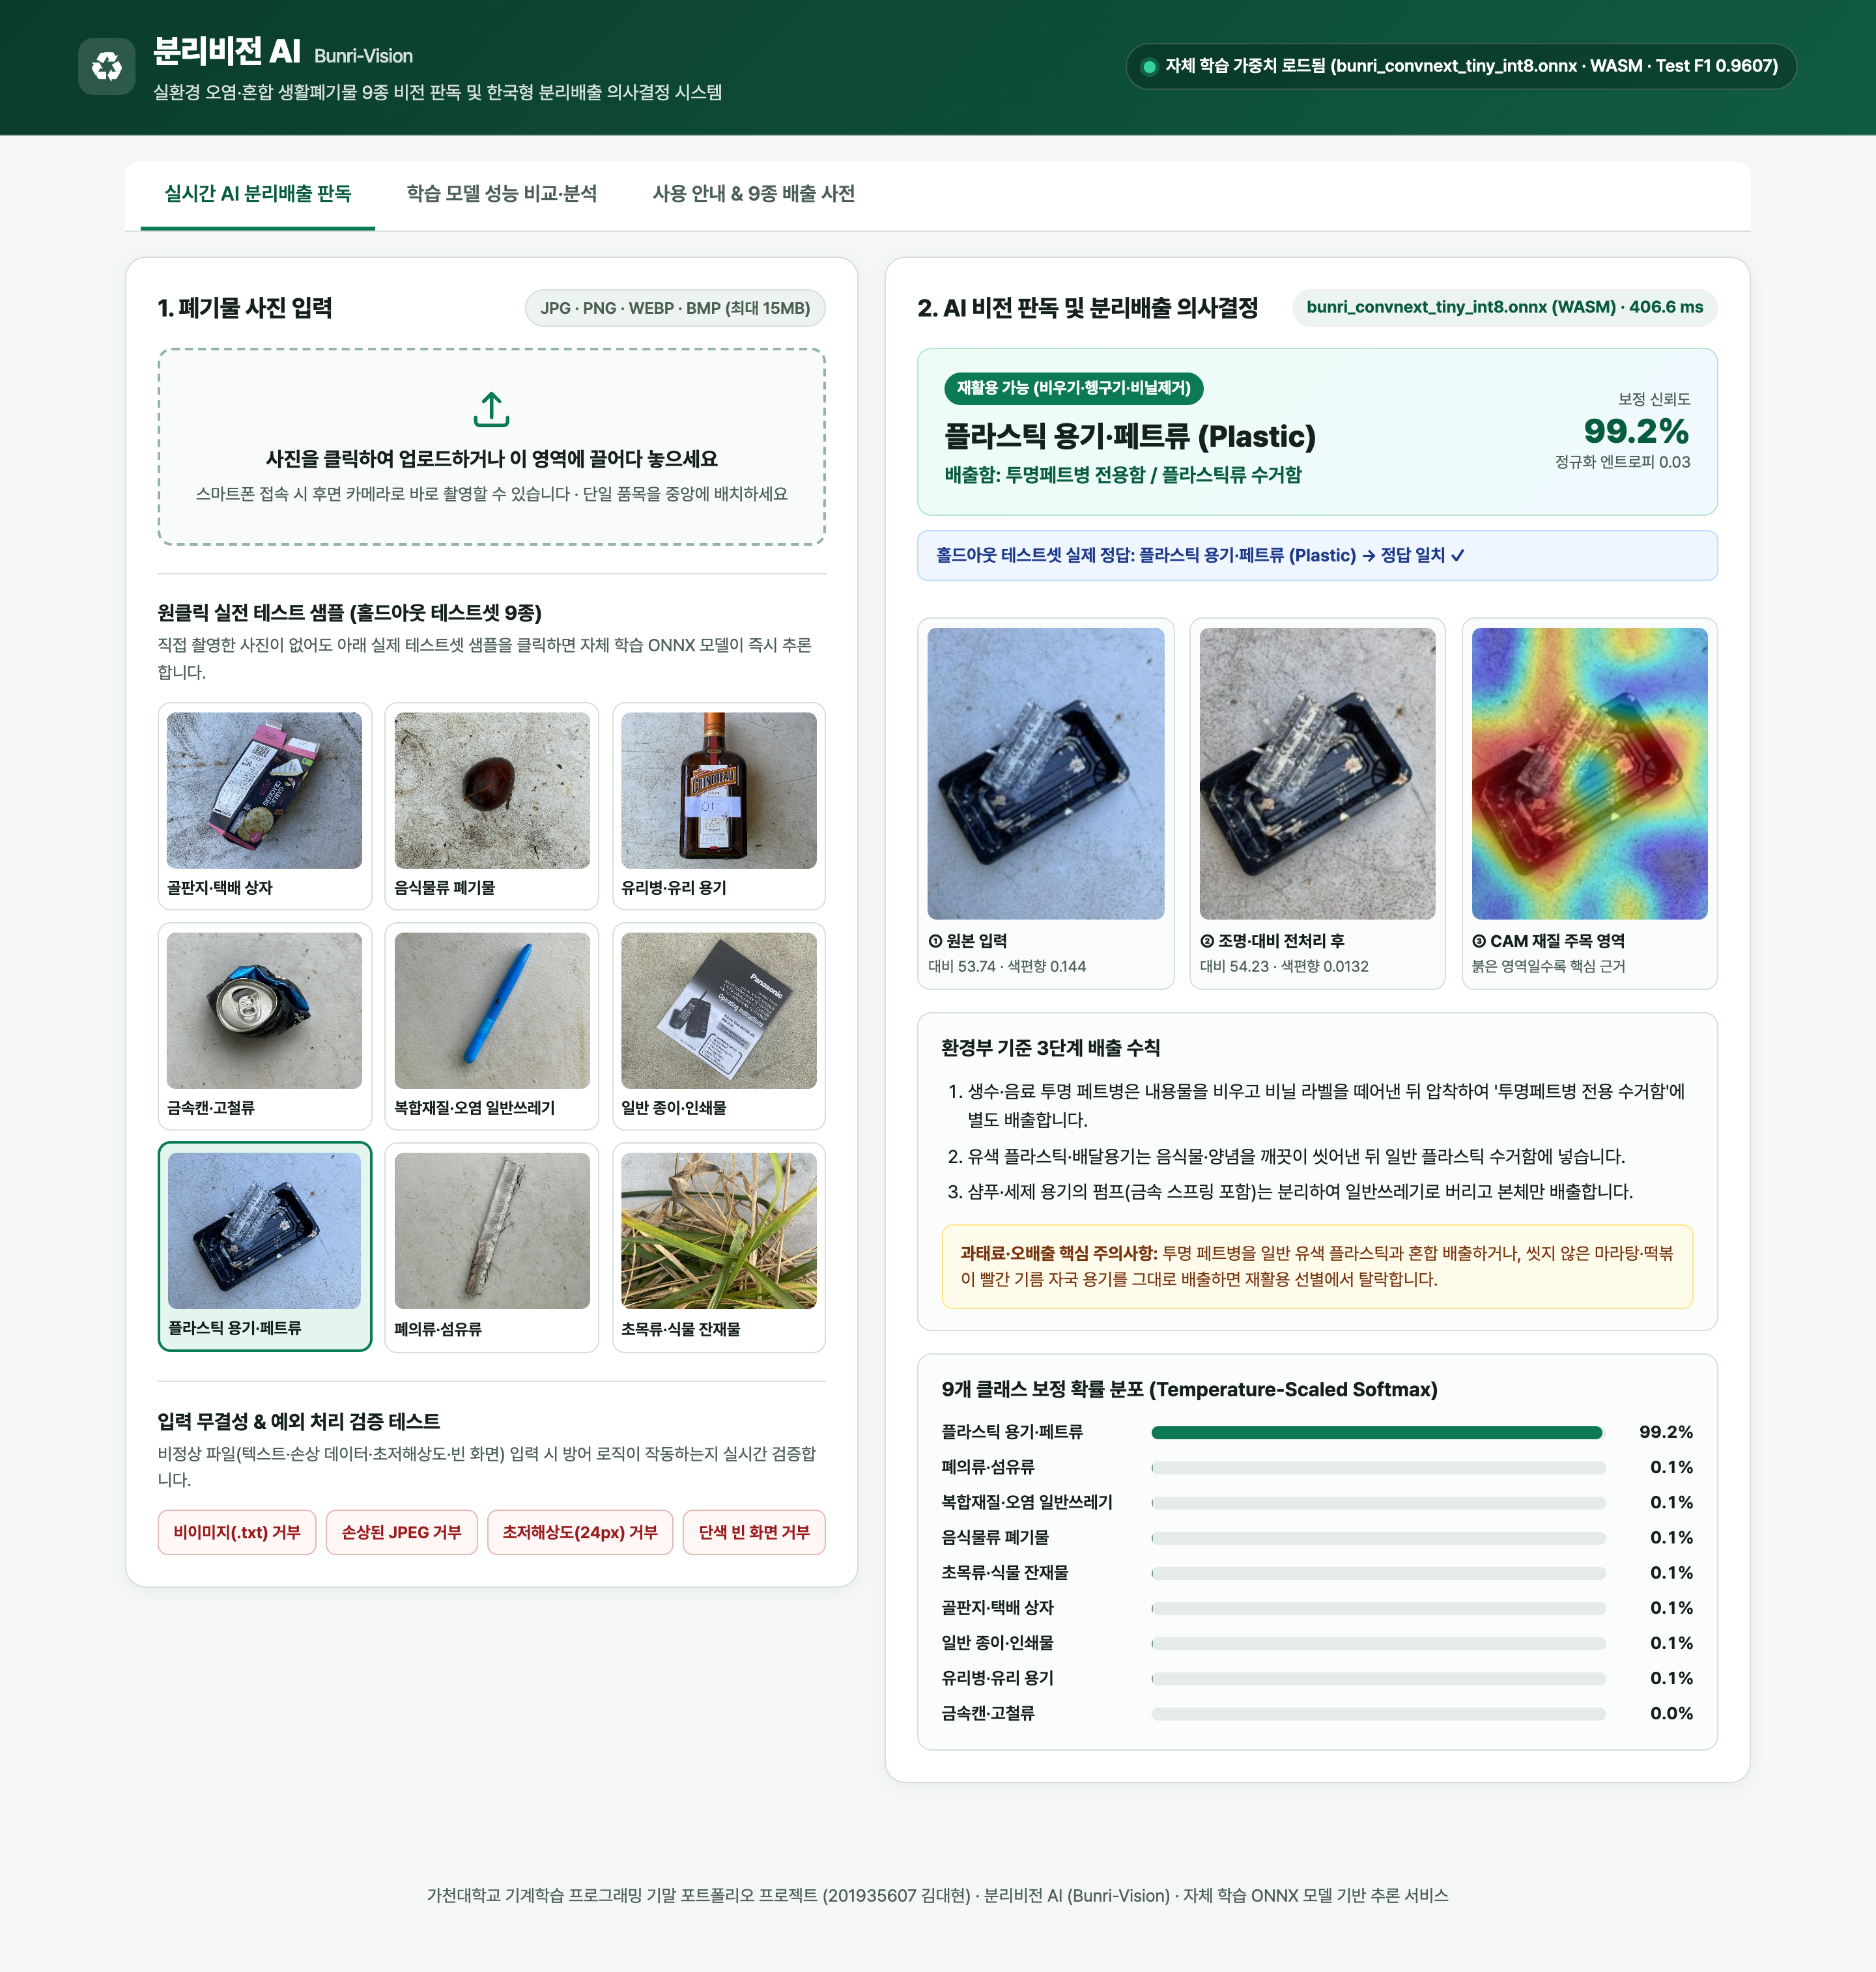 분리비전 AI Bunri-Vision
실환경 오염·혼합 생활폐기물 9종 비전 판독 및 한국형 분리배출 의사결정 시스템
자체 학습 가중치 로드됨 (bunri_convnext_tiny_int8.onnx · WASM · Test F1 0.9607)
실시간 AI 분리배출 판독
학습 모델 성능 비교·분석
사용 안내 & 9종 배출 사전
1. 폐기물 사진 입력
JPG · PNG · WEBP · BMP (최대 15MB)
사진을 클릭하여 업로드하거나 이 영역에 끌어다 놓으세요
스마트폰 접속 시 후면 카메라로 바로 촬영할 수 있습니다 · 단일 품목을 중앙에 배치하세요
원클릭 실전 테스트 샘플 (홀드아웃 테스트셋 9종)
직접 촬영한 사진이 없어도 아래 실제 테스트셋 샘플을 클릭하면 자체 학습 ONNX 모델이 즉시 추론
합니다.
COINTREAU
01
골판지·택배 상자
음식물류 폐기물
유리병·유리 용기
Panasonic
Operating Instructions
금속캔·고철류
복합재질·오염 일반쓰레기
일반 종이·인쇄물
플라스틱 용기·페트류
폐의류·섬유류
초목류·식물 잔재물
입력 무결성 & 예외 처리 검증 테스트
비정상 파일(텍스트·손상 데이터·초저해상도·빈 화면) 입력 시 방어 로직이 작동하는지 실시간 검증합
니다.
비이미지(.txt) 거부
손상된 JPEG 거부
초저해상도(24px) 거부
단색 빈 화면 거부
2. AI 비전 판독 및 분리배출 의사결정
bunri_convnext_tiny_int8.onnx (WASM) · 406.6 ms
재활용 가능 (비우기·헹구기·비닐제거)
플라스틱 용기·페트류 (Plastic)
배출함: 투명페트병 전용함 / 플라스틱류 수거함
보정 신뢰도
99.2%
정규화 엔트로피 0.03
홀드아웃 테스트셋 실제 정답: 플라스틱 용기·페트류 (Plastic) → 정답 일치 ✓
① 원본 입력
대비 53.74 · 색편향 0.144
② 조명·대비 전처리 후
대비 54.23 · 색편향 0.0132
③ CAM 재질 주목 영역
붉은 영역일수록 핵심 근거
환경부 기준 3단계 배출 수칙
1. 생수·음료 투명 페트병은 내용물을 비우고 비닐 라벨을 떼어낸 뒤 압착하여 '투명페트병 전용 수거함'에
별도 배출합니다.
2. 유색 플라스틱·배달용기는 음식물·양념을 깨끗이 씻어낸 뒤 일반 플라스틱 수거함에 넣습니다.
3. 샴푸·세제 용기의 펌프(금속 스프링 포함)는 분리하여 일반쓰레기로 버리고 본체만 배출합니다.
과태료·오배출 핵심 주의사항: 투명 페트병을 일반 유색 플라스틱과 혼합 배출하거나, 씻지 않은 마라탕·떡볶
이 빨간 기름 자국 용기를 그대로 배출하면 재활용 선별에서 탈락합니다.
9개 클래스 보정 확률 분포 (Temperature-Scaled Softmax)
플라스틱 용기·페트류 99.2%
폐의류·섬유류 0.1%
복합재질·오염 일반쓰레기 0.1%
음식물류 폐기물 0.1%
초목류·식물 잔재물 0.1%
골판지·택배 상자 0.1%
일반 종이·인쇄물 0.1%
유리병·유리 용기 0.1%
금속캔·고철류 0.0%
가천대학교 기계학습 프로그래밍 기말 포트폴리오 프로젝트 (201935607 김대현) · 분리비전 AI (Bunri-Vision) · 자체 학습 ONNX 모델 기반 추론 서비스